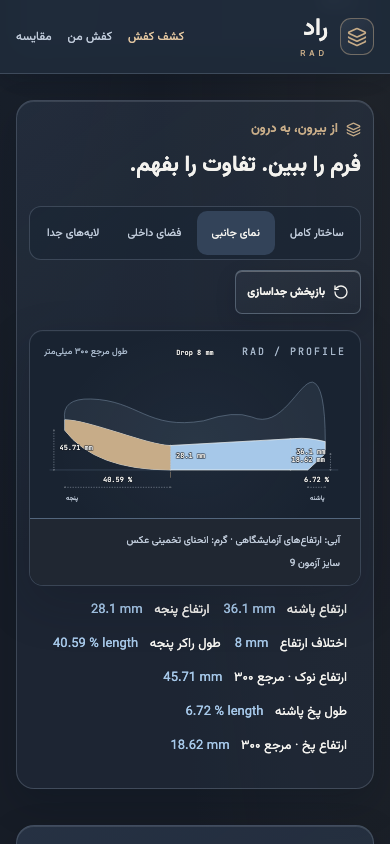 راد
RAD
کشف کفش
کفش من
مقایسه
از بیرون، به درون
فرم را ببین. تفاوت را بفهم.
ساختار کامل
نمای جانبی
فضای داخلی
لایه‌های جدا
بازپخش جداسازی
RAD / PROFILE
Drop 8 mm
طول مرجع ۳۰۰ میلی‌متر
45.71 mm
28.1 mm
36.1 mm
18.62 mm
40.59 %
6.72 %
پنجه
پاشنه
آبی: ارتفاع‌های آزمایشگاهی · گرم: انحنای تخمینی عکس
سایز آزمون 9
ارتفاع پاشنه 36.1 mm ارتفاع پنجه 28.1 mm
اختلاف ارتفاع 8 mm طول راکر پنجه 40.59 % length
ارتفاع نوک · مرجع ۳۰۰ 45.71 mm
طول پخ پاشنه 6.72 % length
ارتفاع پخ · مرجع ۳۰۰ 18.62 mm